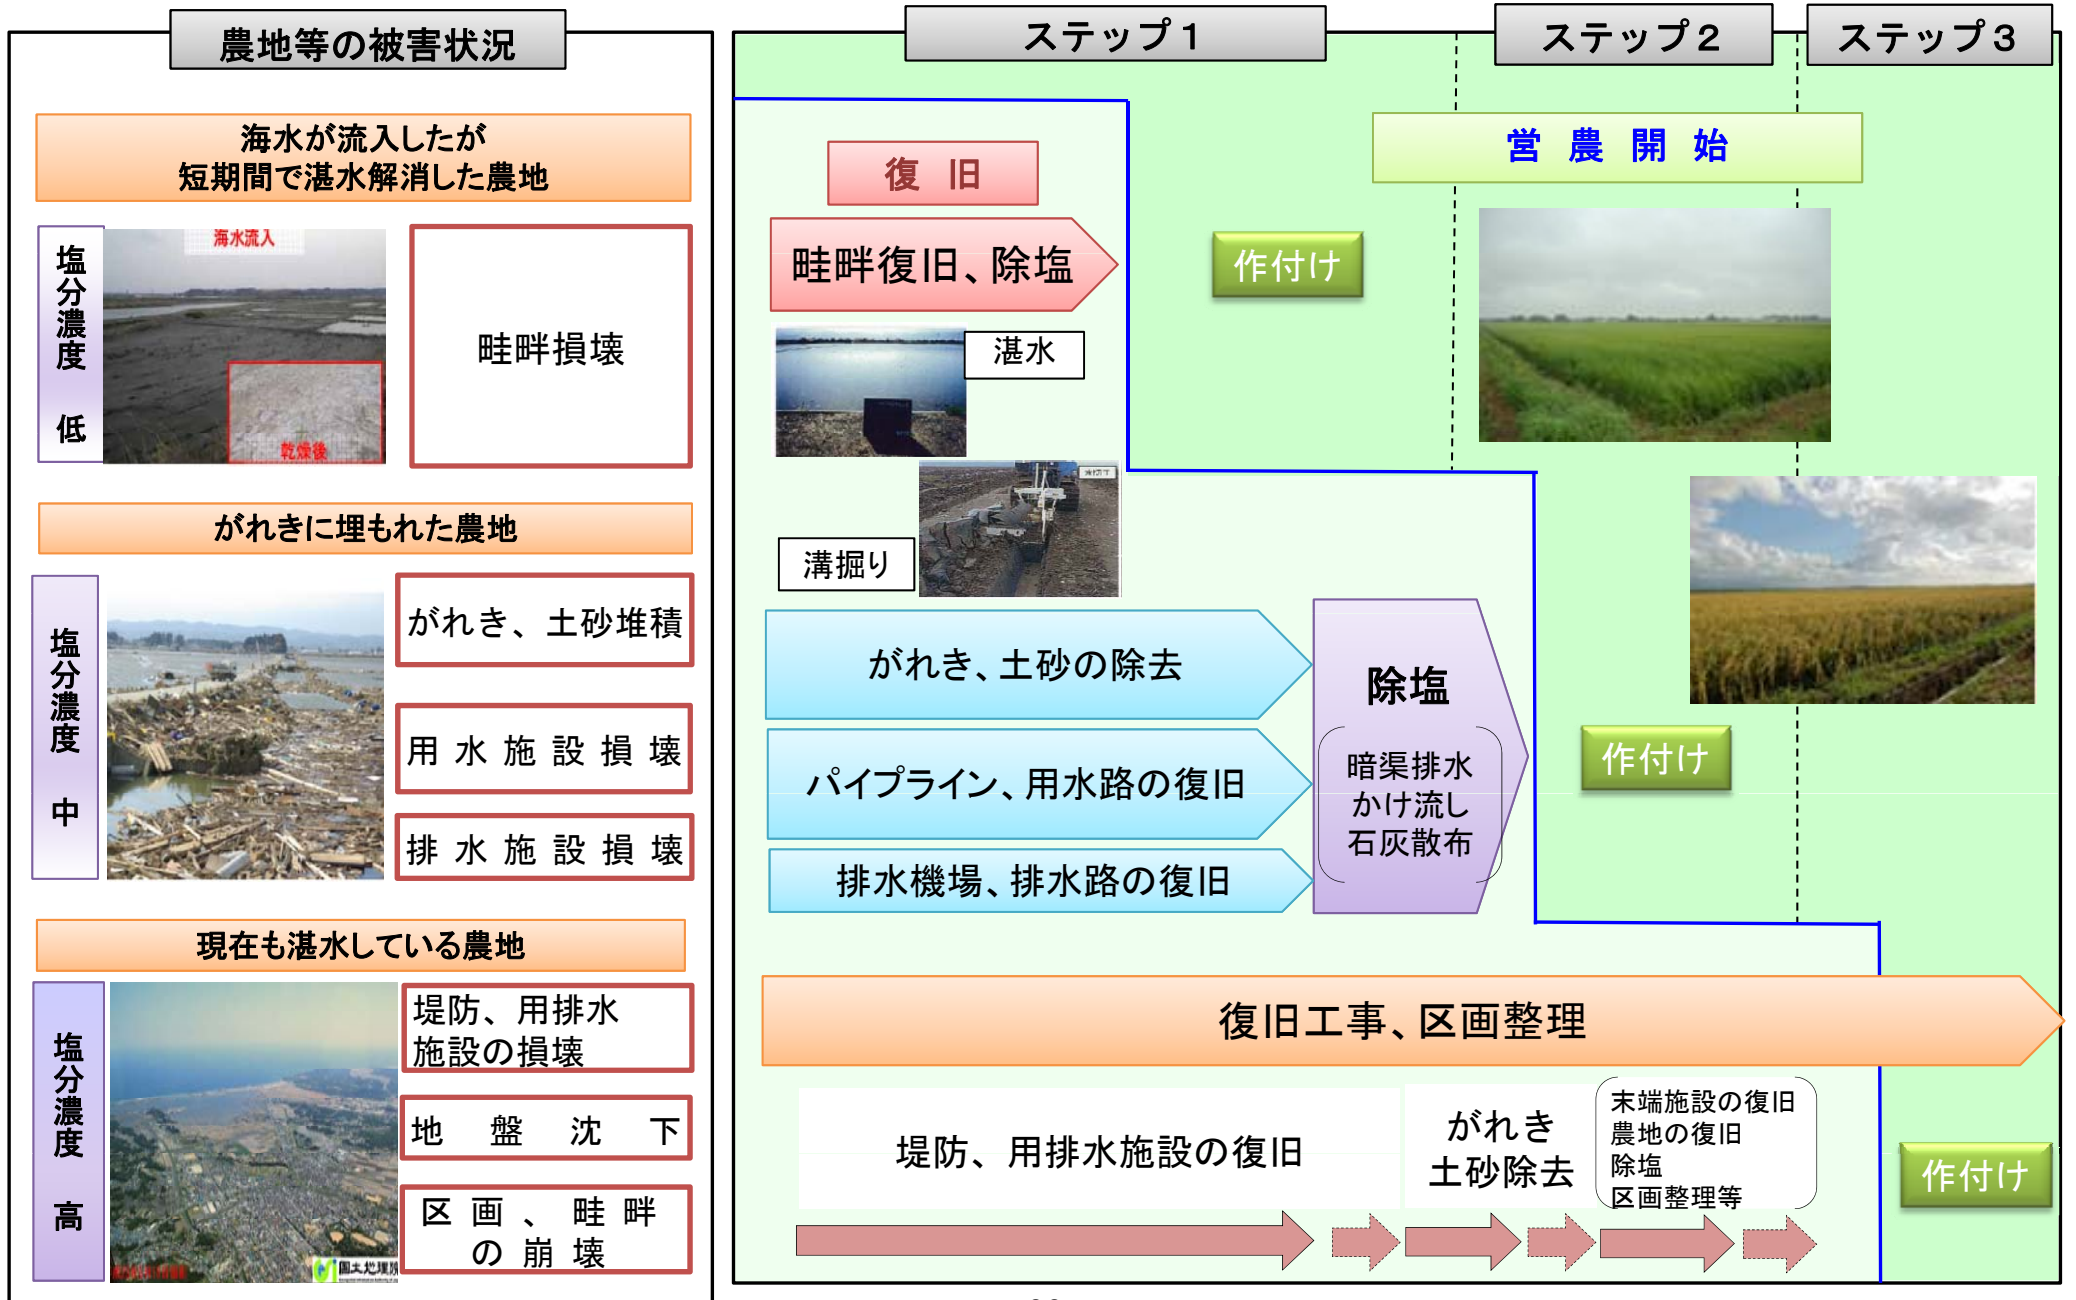 農地等の被害状況
海水が流入したが
短期間で湛水解消した農地
塩分濃度 低
海水流入
乾燥後
畦畔損壊
がれきに埋もれた農地
塩分濃度 中
がれき、土砂堆積
用水施設損壊
排水施設損壊
現在も湛水している農地
塩分濃度 高
国土地理院
堤防、用排水
施設の損壊
地盤沈下
区画、畦畔
の崩壊
ステップ１
ステップ２
ステップ３
営農開始
復旧
畦畔復旧、除塩
作付け
湛水
溝掘り
がれき、土砂の除去
パイプライン、用水路の復旧
排水機場、排水路の復旧
除塩
暗渠排水
かけ流し
石灰散布
作付け
復旧工事、区画整理
堤防、用排水施設の復旧
がれき
土砂除去
末端施設の復旧
農地の復旧
除塩
区画整理等
作付け